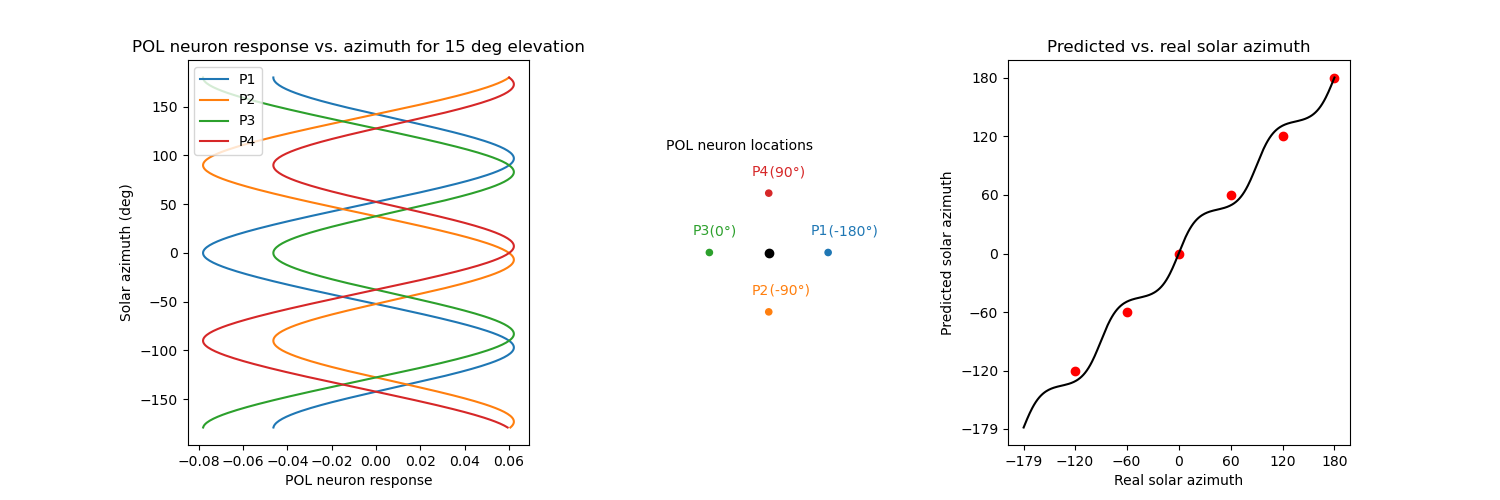 POL neuron response vs. azimuth for 15 deg elevation
P1
P2
P3
P4
150
100
50
0
−50
−100
−150
Solar azimuth (deg)
−0.08 −0.06 −0.04 −0.02 0.00 0.02 0.04 0.06
POL neuron response
POL neuron locations
P4(90°)
P3(0°) P1(-180°)
P2(-90°)
Predicted vs. real solar azimuth
180
120
60
0
−60
−120
−179
Predicted solar azimuth
−179 −120 −60 0 60 120 180
Real solar azimuth